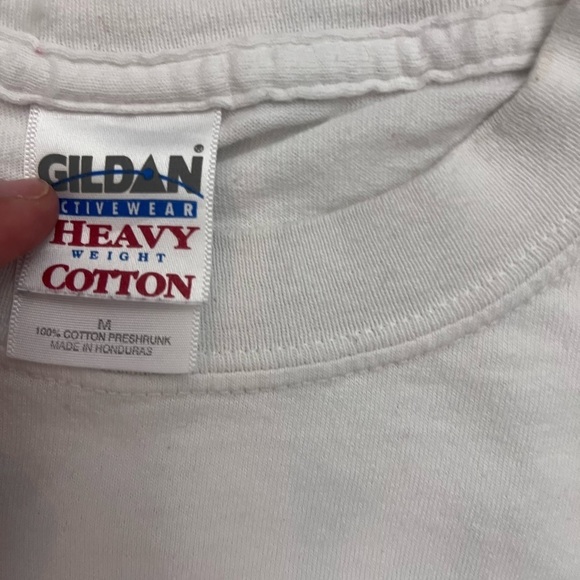 GILDAN®
CTIVEWEAR
HEAVY
WEIGHT
COTTON
M
100% COTTON PRESHRUNK
MADE IN HONDURAS